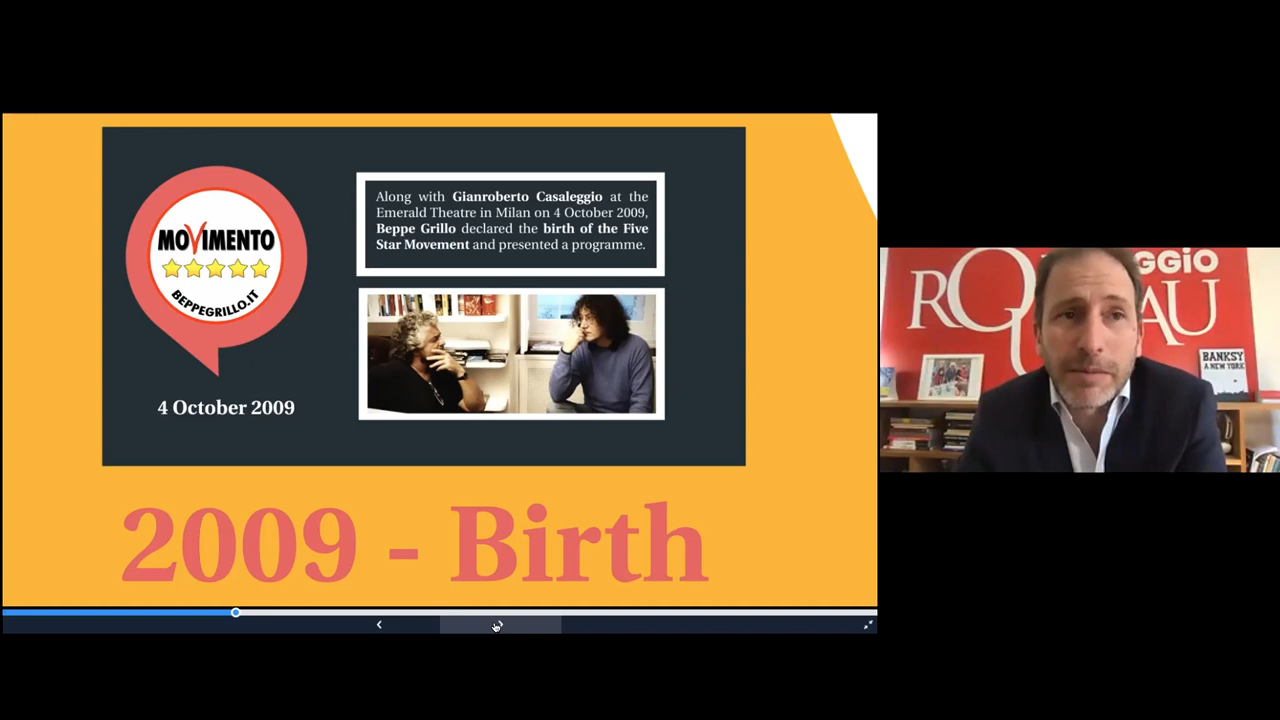 MOVIMENTO
BEPPEGRILLO.IT
4 October 2009
Along with Gianroberto Casaleggio at the
Emerald Theatre in Milan on 4 October 2009,
Beppe Grillo declared the birth of the Five
Star Movement and presented a programme.
2009 - Birth
GGIO
ROU AU
BANKSY
A NEW YORK